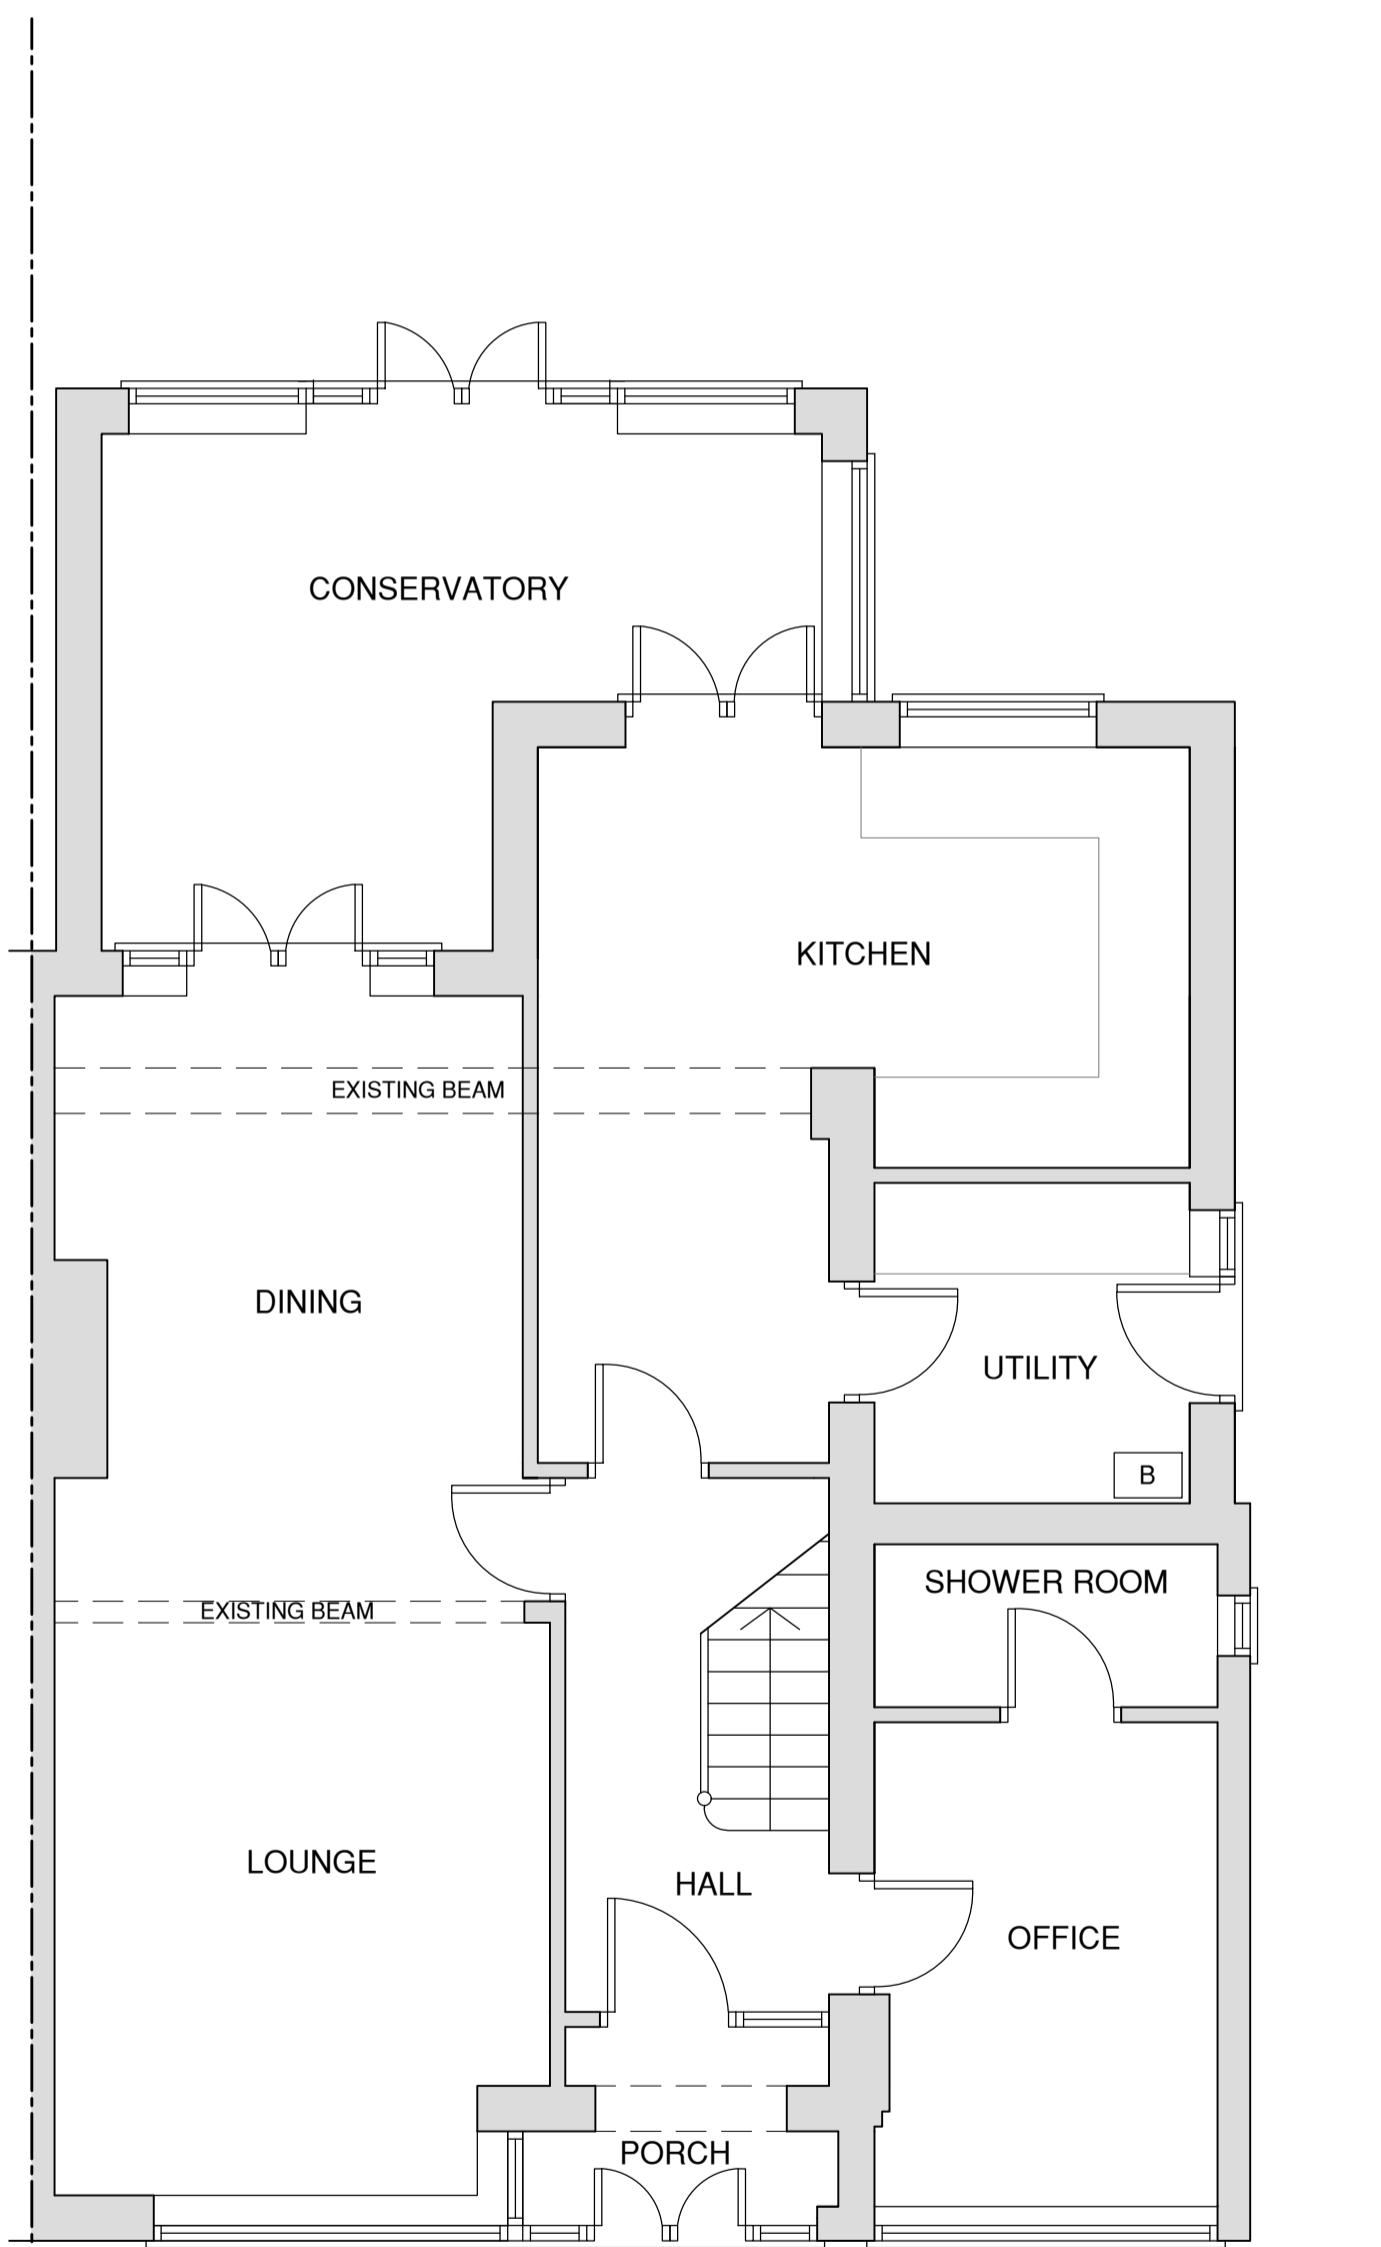 CONSERVATORY
KITCHEN
EXISTING BEAM
DINING
UTILITY
B
SHOWER ROOM
EXISTING BEAM
LOUNGE
HALL
OFFICE
PORCH